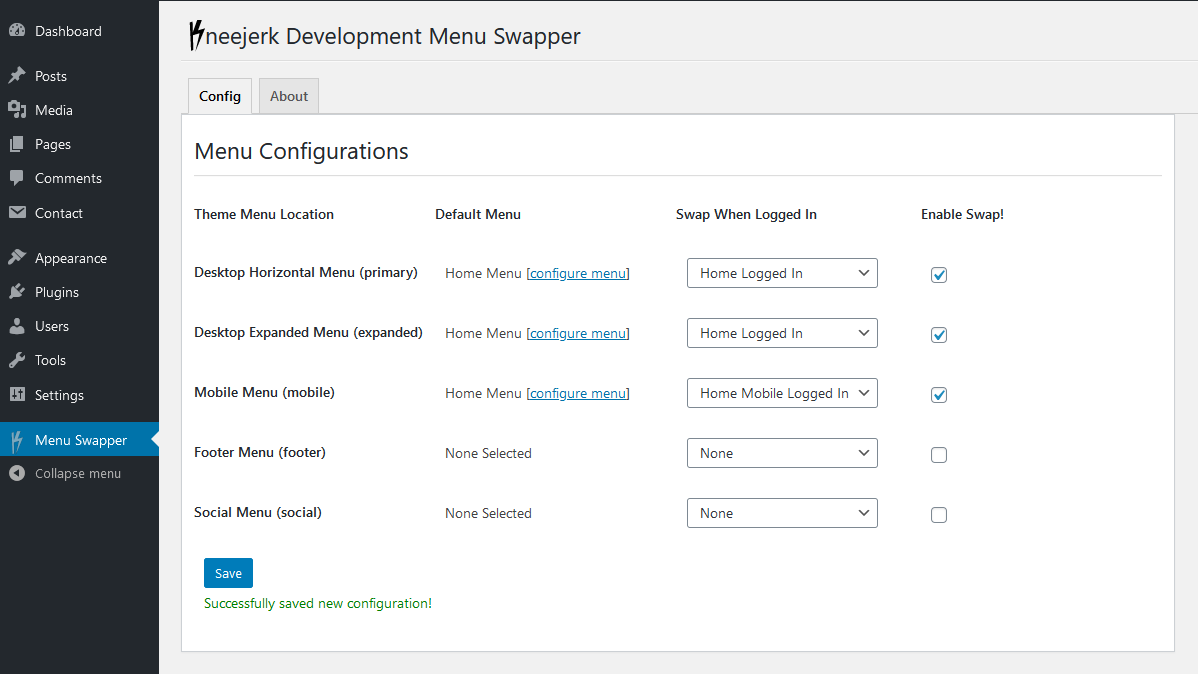 Dashboard
Posts
Media
Pages
Comments
Contact
Appearance
Plugins
Users
Tools
Settings
Menu Swapper
Collapse menu
Kneejerk Development Menu Swapper
Config About
Menu Configurations
Theme Menu Location Default Menu Swap When Logged In Enable Swap!
Desktop Horizontal Menu (primary) Home Menu [configure menu] Home Logged In
Desktop Expanded Menu (expanded) Home Menu [configure menu] Home Logged In
Mobile Menu (mobile) Home Menu [configure menu] Home Mobile Logged In
Footer Menu (footer) None Selected None
Social Menu (social) None Selected None
Save
Successfully saved new configuration!